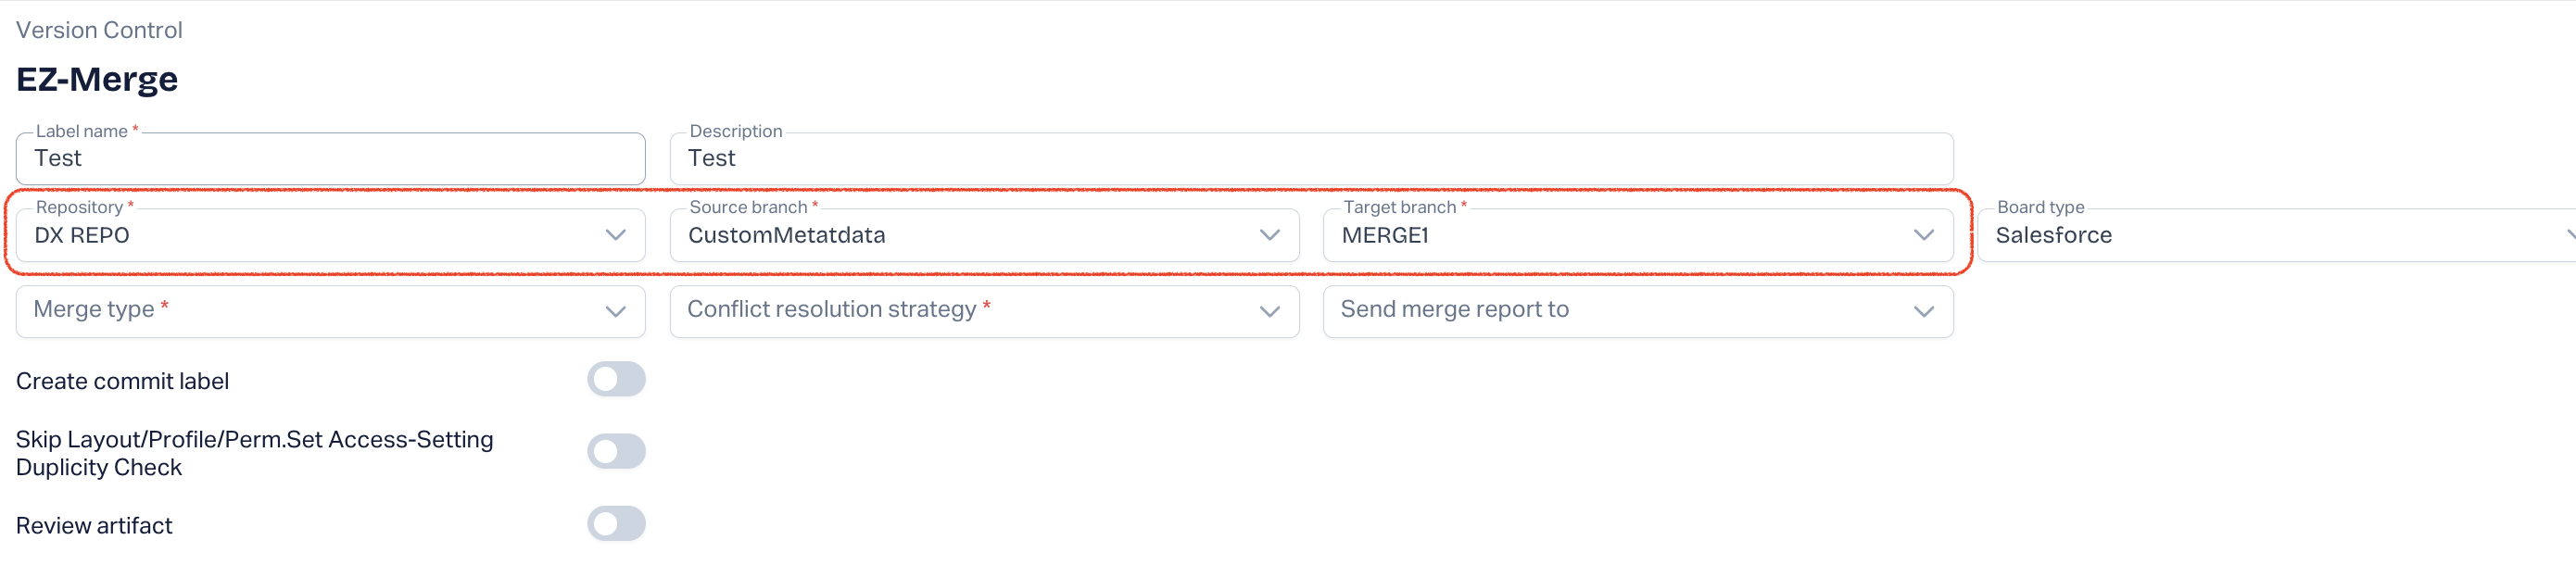 Version Control
EZ-Merge
Label name *
Test
Description
Test
Repository *
DX REPO
Source branch *
CustomMetatdata
Target branch *
MERGE1
Board type
Salesforce
Merge type *
Conflict resolution strategy *
Send merge report to
Create commit label
Skip Layout/Profile/Perm.Set Access-Setting
Duplicity Check
Review artifact